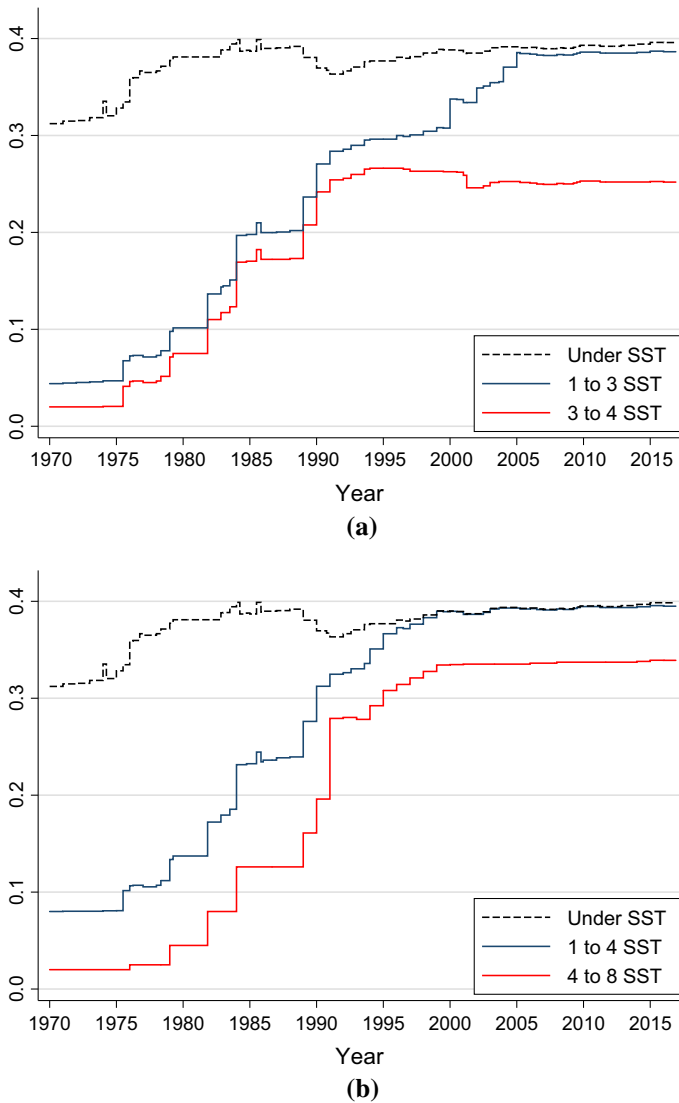 0.4
0.3
0.2
0.1
0.0
Under SST
1 to 3 SST
3 to 4 SST
1970 1975 1980 1985 1990 1995 2000 2005 2010 2015
Year
(a)
0.4
0.3
0.2
0.1
0.0
Under SST
1 to 4 SST
4 to 8 SST
1970 1975 1980 1985 1990 1995 2000 2005 2010 2015
Year
(b)